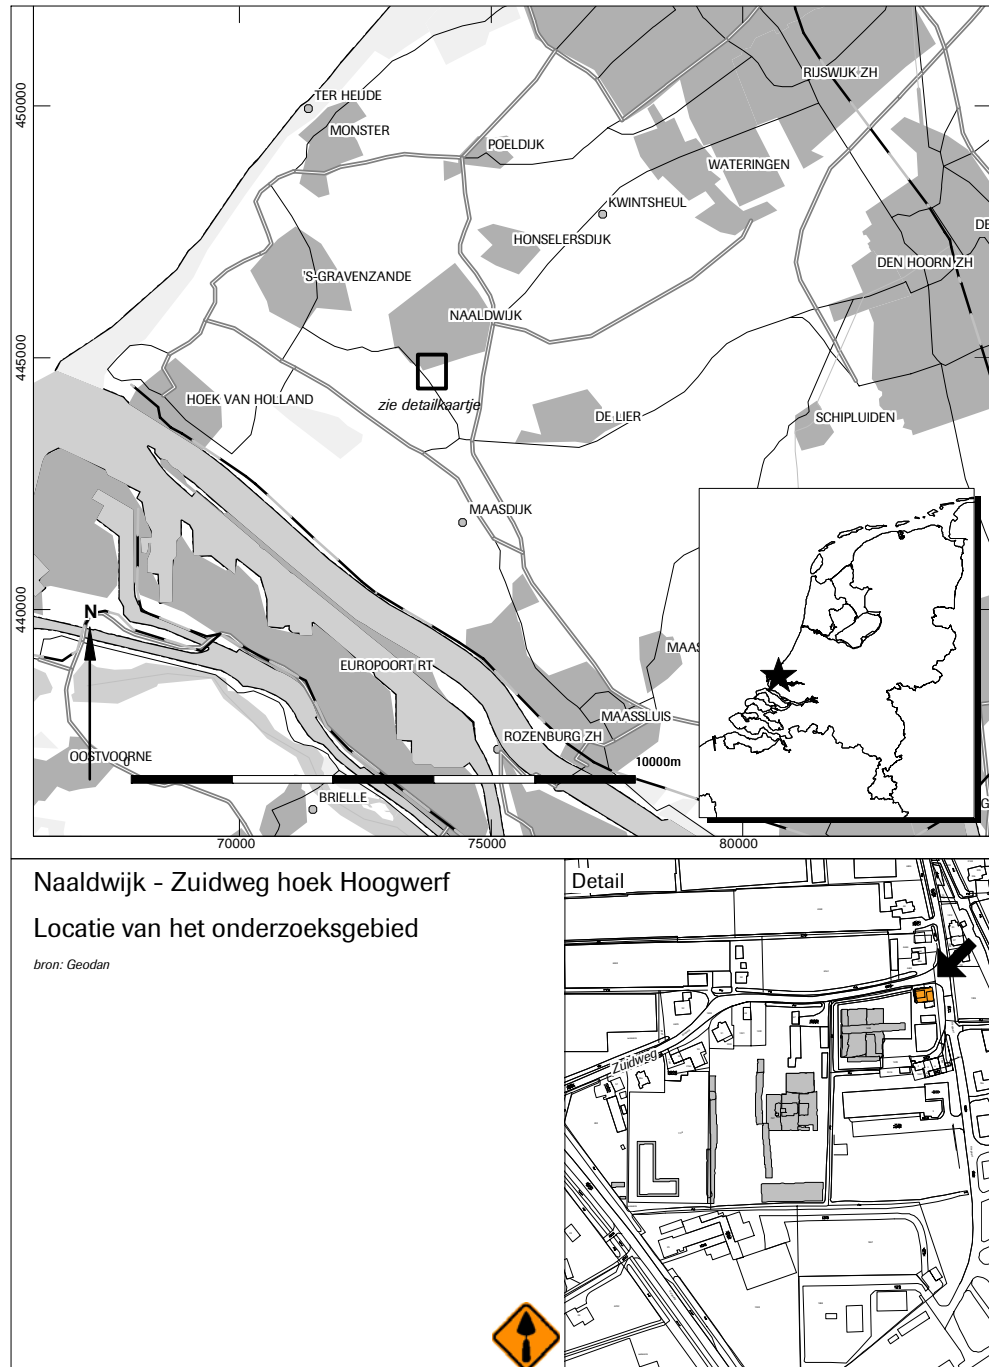 450000
445000
440000
TER HEIJDE
MONSTER
POELDIJK
RIJSWIJK ZH
WATERINGEN
KWINTSHEUL
HONSELERSDIJK
DE
DEN HOORN ZH
'S-GRAVENZANDE
NAALDWIJK
HOEK VAN HOLLAND
zie detailkaartje
DE LIER
SCHIPLUIDEN
MAASDIJK
N
EUROPOORT RT
MAAS
MAASSLUIS
ROZENBURG ZH
OOSTVOORNE
10000m
BRIELLE
G
70000
75000
80000
Naaldwijk - Zuidweg hoek Hoogwerf
Locatie van het onderzoeksgebied
bron: Geodan
Detail
Zuidweg